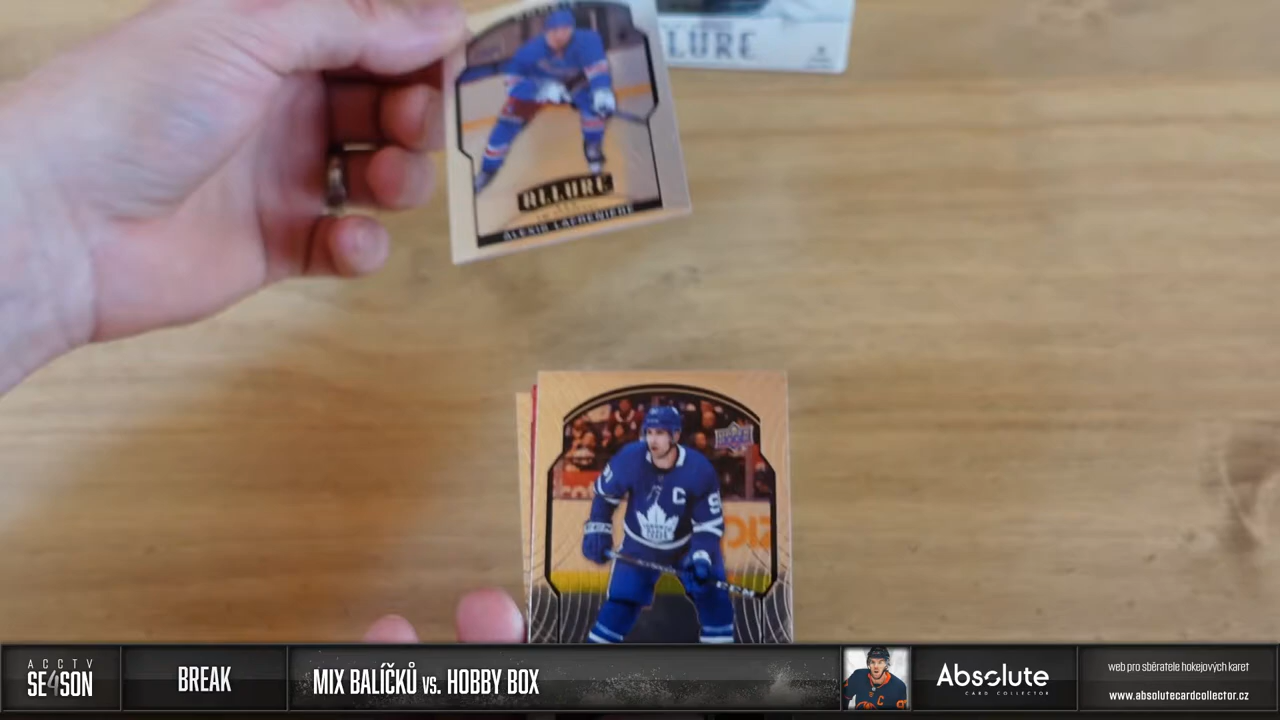 LURE
ALLURE
ALEXIS LAFRENIERE
C
ACCTV
SE4SON
BREAK
MIX BALÍČKŮ vs. HOBBY BOX
Absolute
CARD COLLECTOR
web pro sběratele hokejových karet
www.absolutecardcollector.cz